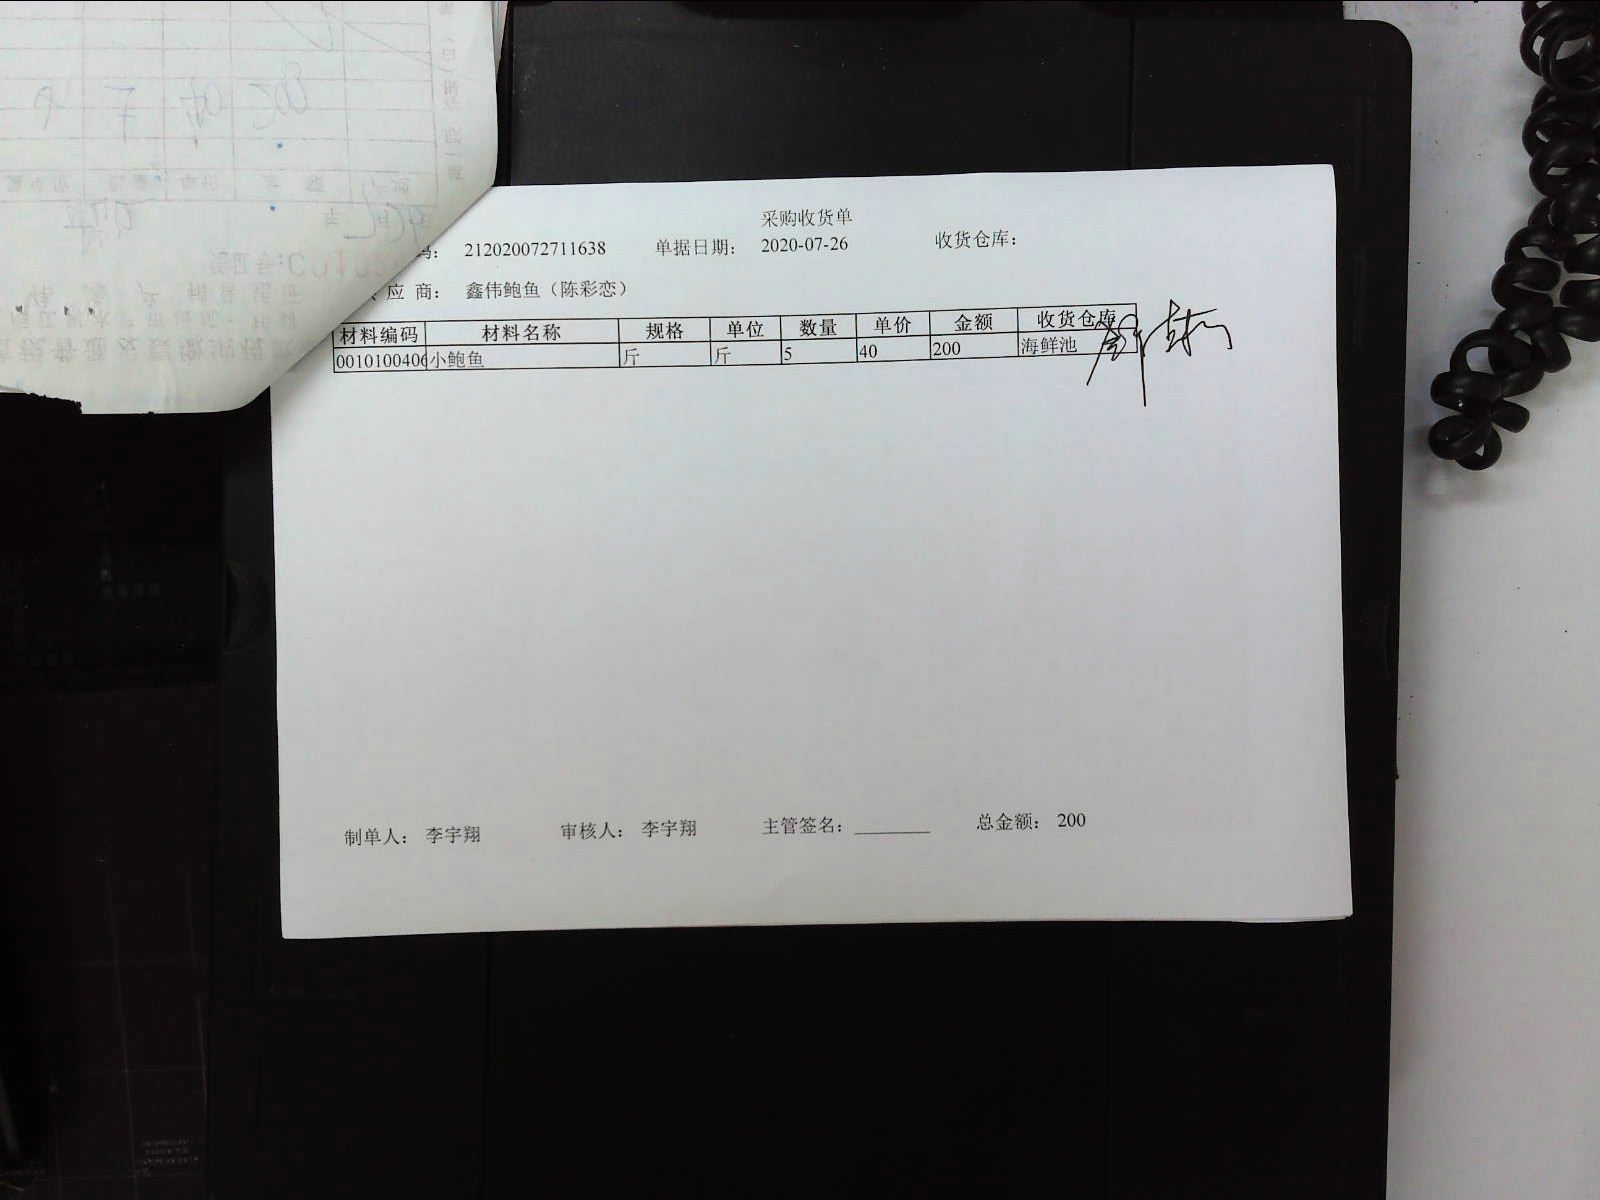 采购收货单
码: 212020072711638 单据日期: 2020-07-26 收货仓库:
应 商: 鑫伟鲍鱼（陈彩恋）
材料编码 材料名称 规格 单位 数量 单价 金额 收货仓库
0010100406 小鲍鱼 斤 斤 5 40 200 海鲜池
制单人: 李宇翔 审核人: 李宇翔 主管签名: 总金额: 200